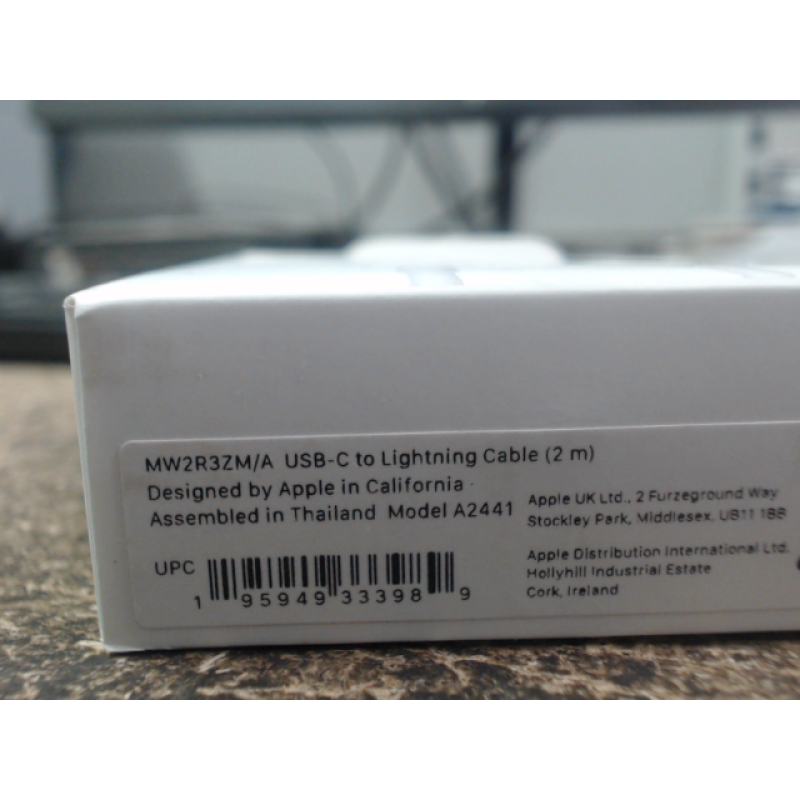 MW2R3ZM/A USB-C to Lightning Cable (2 m)
Designed by Apple in California
Assembled in Thailand Model A2441
Apple UK Ltd., 2 Furzeground Way
Stockley Park, Middlesex, UB11 1BB
UPC
1 95949 33398 9
Apple Distribution International Ltd.
Hollyhill Industrial Estate
Cork, Ireland